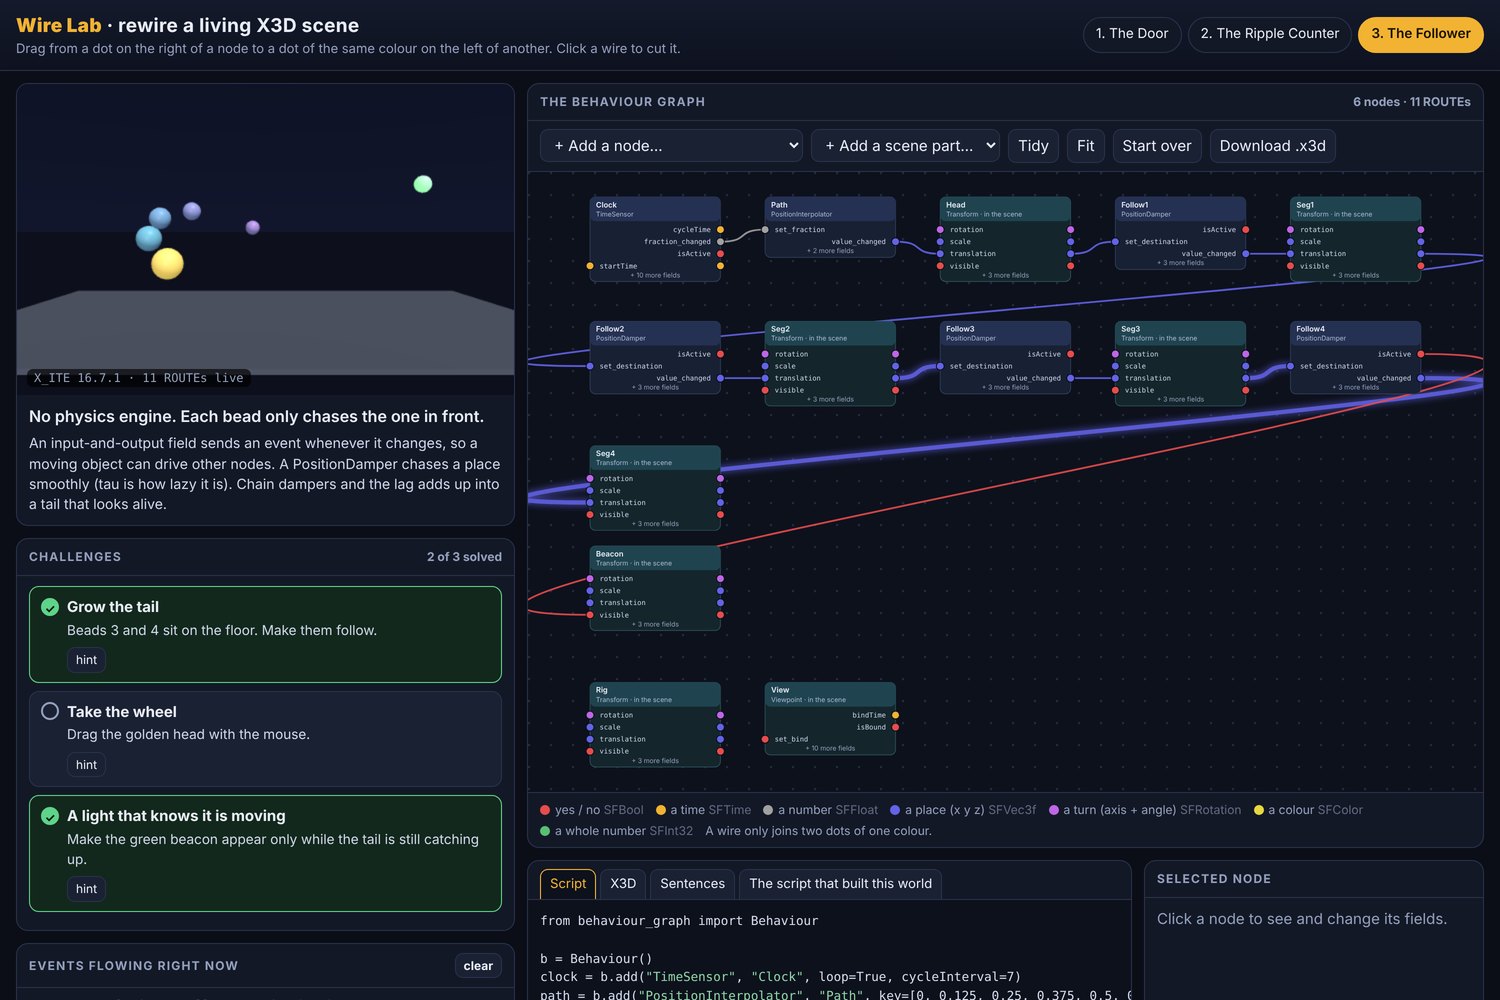 Wire Lab · rewire a living X3D scene
Drag from a dot on the right of a node to a dot of the same colour on the left of another. Click a wire to cut it.
1. The Door
2. The Ripple Counter
3. The Follower
X_ITE 16.7.1 · 11 ROUTEs live
No physics engine. Each bead only chases the one in front.
An input-and-output field sends an event whenever it changes, so a
moving object can drive other nodes. A PositionDamper chases a place
smoothly (tau is how lazy it is). Chain dampers and the lag adds up into
a tail that looks alive.
CHALLENGES
2 of 3 solved
Grow the tail
Beads 3 and 4 sit on the floor. Make them follow.
hint
Take the wheel
Drag the golden head with the mouse.
hint
A light that knows it is moving
Make the green beacon appear only while the tail is still catching
up.
hint
EVENTS FLOWING RIGHT NOW
clear
THE BEHAVIOUR GRAPH
6 nodes · 11 ROUTEs
+ Add a node...
+ Add a scene part...
Tidy
Fit
Start over
Download .x3d
Clock
TimeSensor
cycleTime
fraction_changed
isActive
startTime
+ 10 more fields
Path
PositionInterpolator
set_fraction
value_changed
+ 2 more fields
Head
Transform · in the scene
rotation
scale
translation
visible
+ 3 more fields
Follow1
PositionDamper
isActive
set_destination
value_changed
+ 3 more fields
Seg1
Transform · in the scene
rotation
scale
translation
visible
+ 3 more fields
Follow2
PositionDamper
isActive
set_destination
value_changed
+ 3 more fields
Seg2
Transform · in the scene
rotation
scale
translation
visible
+ 3 more fields
Follow3
PositionDamper
isActive
set_destination
value_changed
+ 3 more fields
Seg3
Transform · in the scene
rotation
scale
translation
visible
+ 3 more fields
Follow4
PositionDamper
isActive
set_destination
value_changed
+ 3 more fields
Seg4
Transform · in the scene
rotation
scale
translation
visible
+ 3 more fields
Beacon
Transform · in the scene
rotation
scale
translation
visible
+ 3 more fields
Rig
Transform · in the scene
rotation
scale
translation
visible
+ 3 more fields
View
Viewpoint · in the scene
bindTime
isBound
set_bind
+ 10 more fields
yes / no SFBool
a time SFTime
a number SFFloat
a place (x y z) SFVec3f
a turn (axis + angle) SFRotation
a colour SFColor
a whole number SFInt32
A wire only joins two dots of one colour.
Script
X3D
Sentences
The script that built this world
from behaviour_graph import Behaviour
b = Behaviour()
clock = b.add("TimeSensor", "Clock", loop=True, cycleInterval=7)
path = b.add("PositionInterpolator", "Path", key=[0, 0.125, 0.25, 0.375, 0.5,
SELECTED NODE
Click a node to see and change its fields.